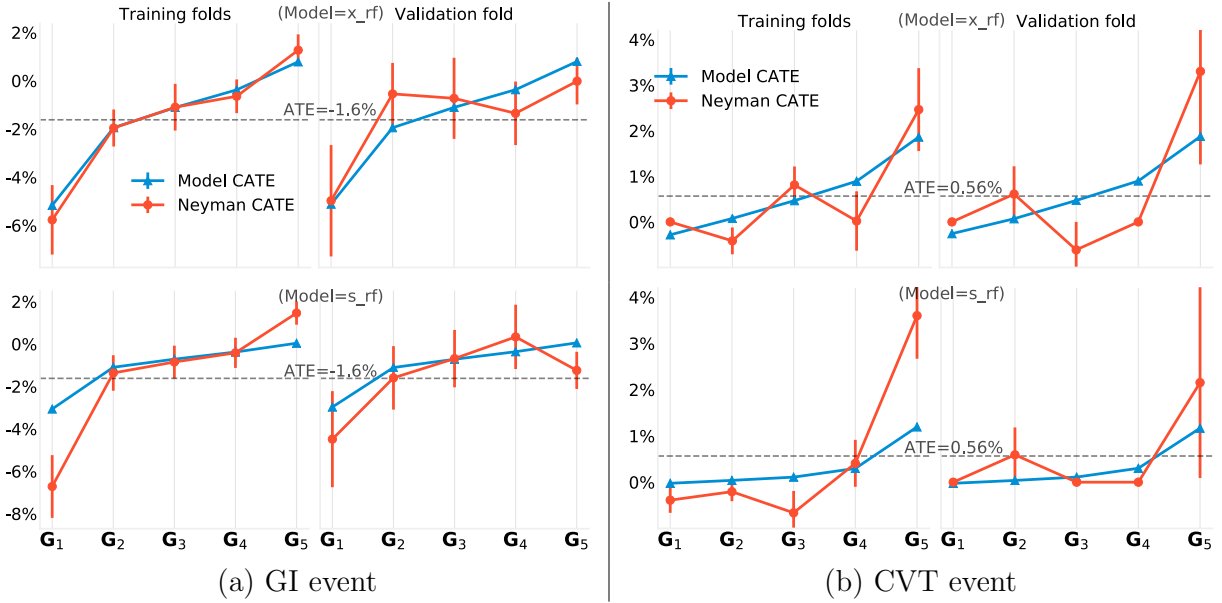 Training folds (Model=x_rf) Validation fold
2%
0%
-2%
-4%
-6%
ATE=-1.6%
Model CATE
Neyman CATE
(Model=s_rf)
2%
0%
-2%
-4%
-6%
-8%
ATE=-1.6%
G1 G2 G3 G4 G5 G1 G2 G3 G4 G5
(a) GI event
Training folds (Model=x_rf) Validation fold
4%
3%
2%
1%
0%
Model CATE
Neyman CATE
ATE=0.56%
(Model=s_rf)
4%
3%
2%
1%
0%
ATE=0.56%
G1 G2 G3 G4 G5 G1 G2 G3 G4 G5
(b) CVT event